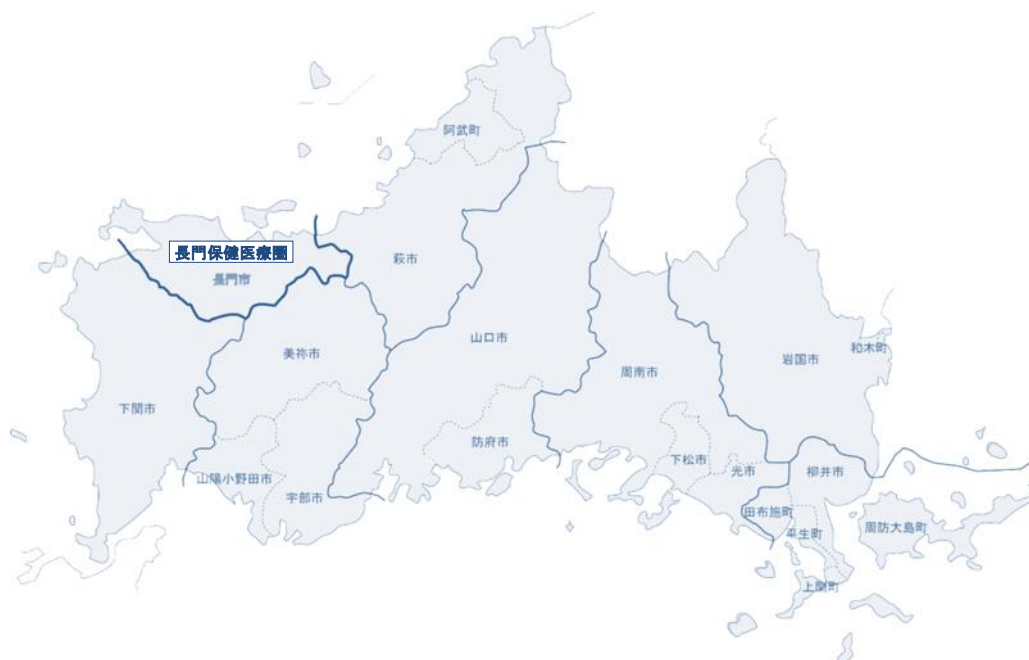 阿武町
長門保健医療圏
長門市
萩市
山口市
美祢市
周南市
岩国市
和木町
下関市
防府市
下松市
光市
柳井市
山陽小野田市
宇部市
田布施町
平生町
周防大島町
上関町